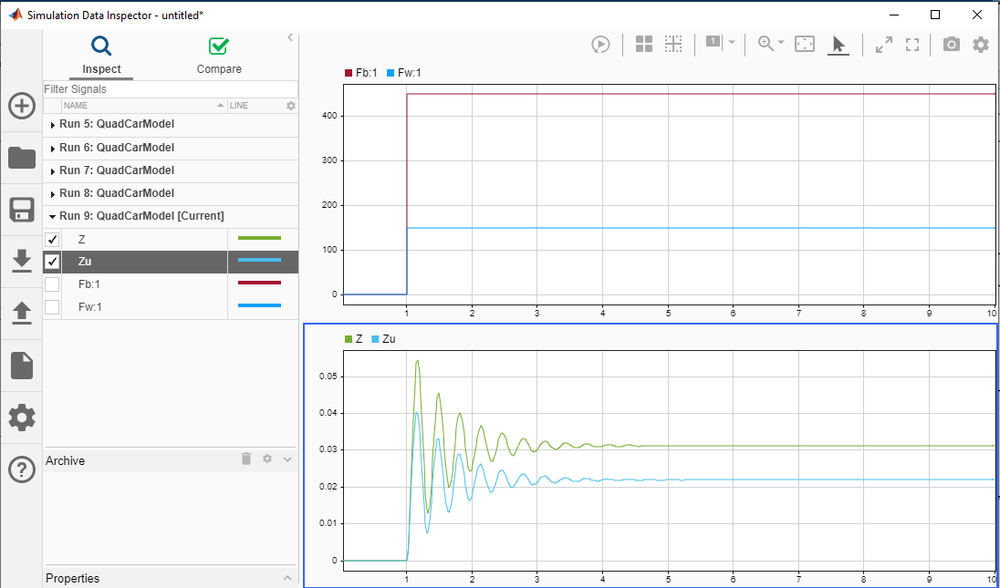 Simulation Data Inspector - untitled*
Inspect
Compare
Filter Signals
NAME
LINE
Run 5: QuadCarModel
Run 6: QuadCarModel
Run 7: QuadCarModel
Run 8: QuadCarModel
Run 9: QuadCarModel [Current]
Z
Zu
Fb:1
Fw:1
Archive
Properties
1
Fb:1 Fw:1
400
300
200
100
0
1 2 3 4 5 6 7 8 9 10
Z Zu
0.05
0.04
0.03
0.02
0.01
0
1 2 3 4 5 6 7 8 9 10